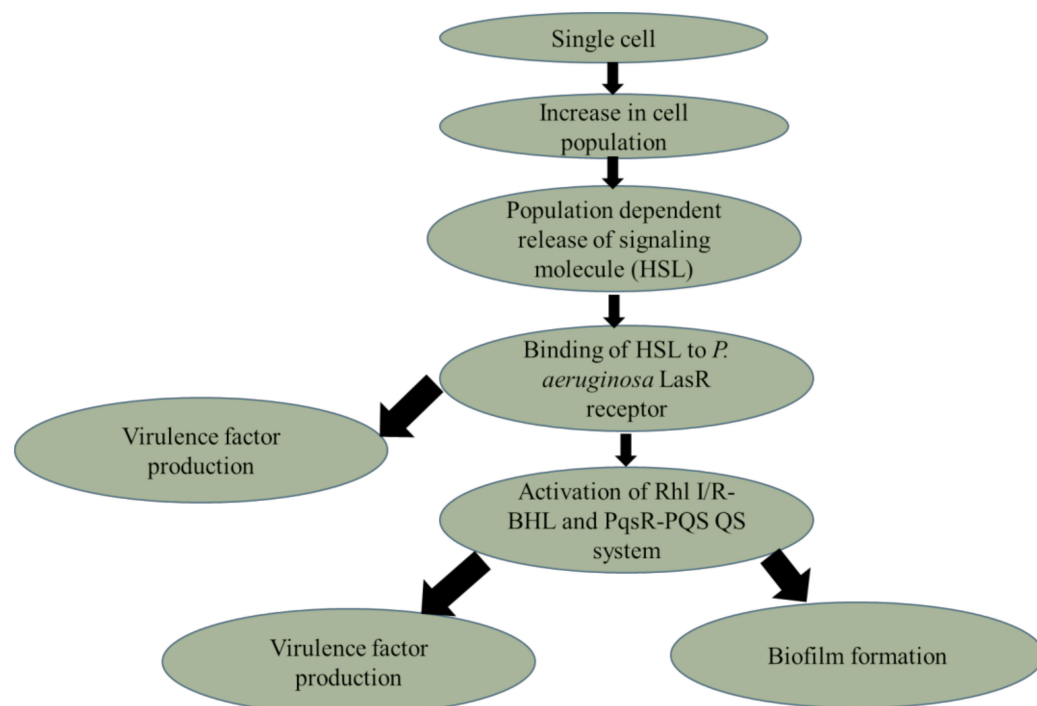 Single cell
Increase in cell
population
Population dependent
release of signaling
molecule (HSL)
Binding of HSL to P.
aeruginosa LasR
receptor
Virulence factor
production
Activation of Rhl I/R-
BHL and PqsR-PQS QS
system
Virulence factor
production
Biofilm formation